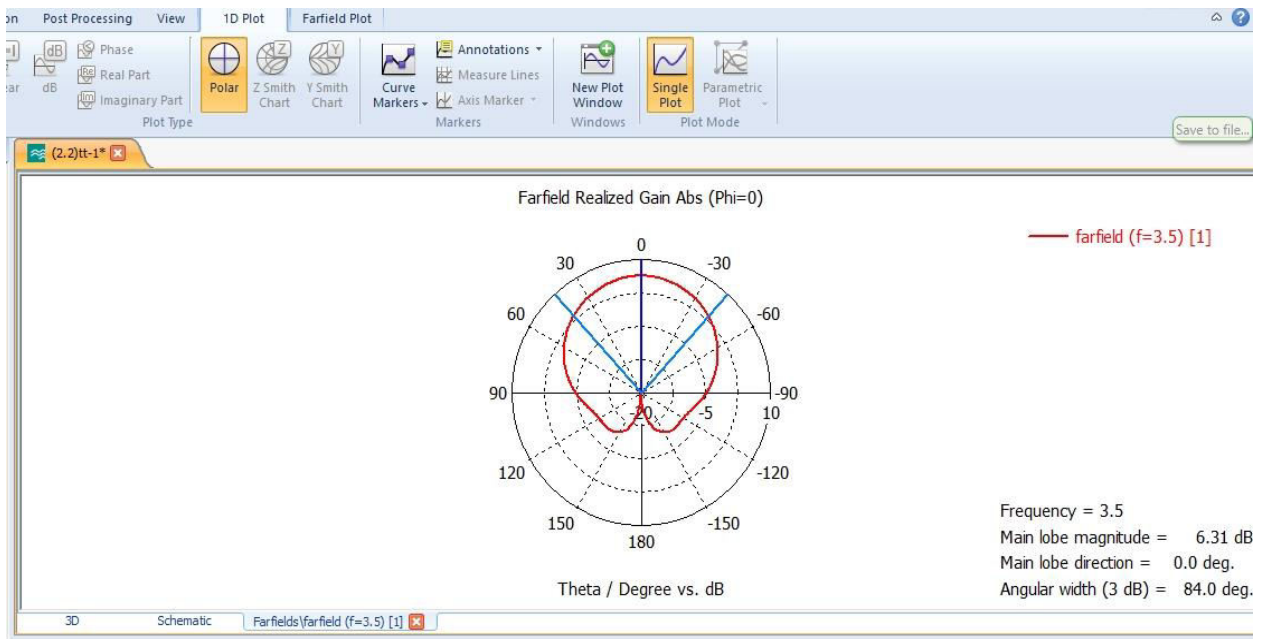 on Post Processing View 1D Plot Farfield Plot
dB
Phase
Real Part
Imaginary Part
ear dB
Plot Type
Polar
Z Smith
Chart
Y Smith
Chart
Curve
Markers
Annotations
Measure Lines
Axis Marker
Markers
New Plot
Window
Windows
Single
Plot
Parametric
Plot
Plot Mode
Save to file...
(2.2)tt-1*
Farfield Realized Gain Abs (Phi=0)
farfield (f=3.5) [1]
0
30 -30
60 -60
90 -90
-20 -5 10
120 -120
150 -150
180
Theta / Degree vs. dB
Frequency = 3.5
Main lobe magnitude = 6.31 dB
Main lobe direction = 0.0 deg.
Angular width (3 dB) = 84.0 deg.
3D Schematic Farfields\farfield (f=3.5) [1]